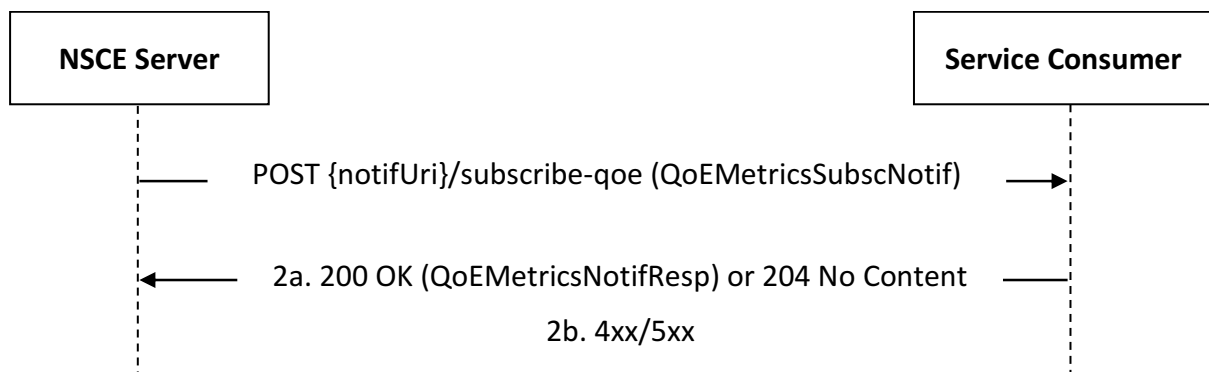 NSCE Server
Service Consumer
POST {notifUri}/subscribe-qoe (QoEMetricsSubscNotif)
2a. 200 OK (QoEMetricsNotifResp) or 204 No Content
2b. 4xx/5xx